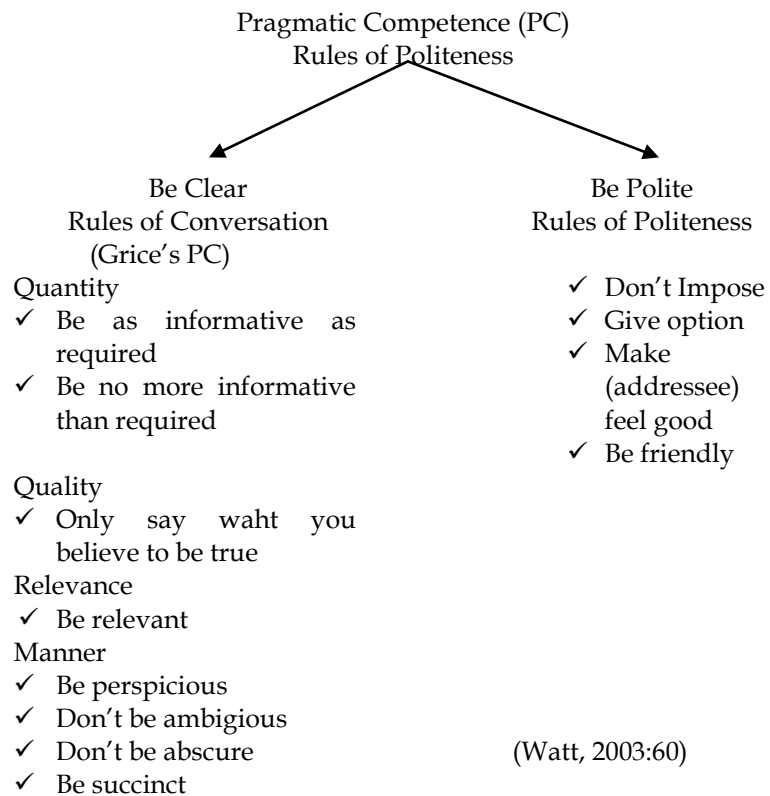 Pragmatic Competence (PC)
Rules of Politeness
Be Clear
Rules of Conversation
(Grice's PC)
Quantity
✓ Be as informative as
required
✓ Be no more informative
than required
Quality
✓ Only say waht you
believe to be true
Relevance
✓ Be relevant
Manner
✓ Be perspicious
✓ Don't be ambigious
✓ Don't be abscure
✓ Be succinct
Be Polite
Rules of Politeness
✓ Don't Impose
✓ Give option
✓ Make
(addressee)
feel good
✓ Be friendly
(Watt, 2003:60)